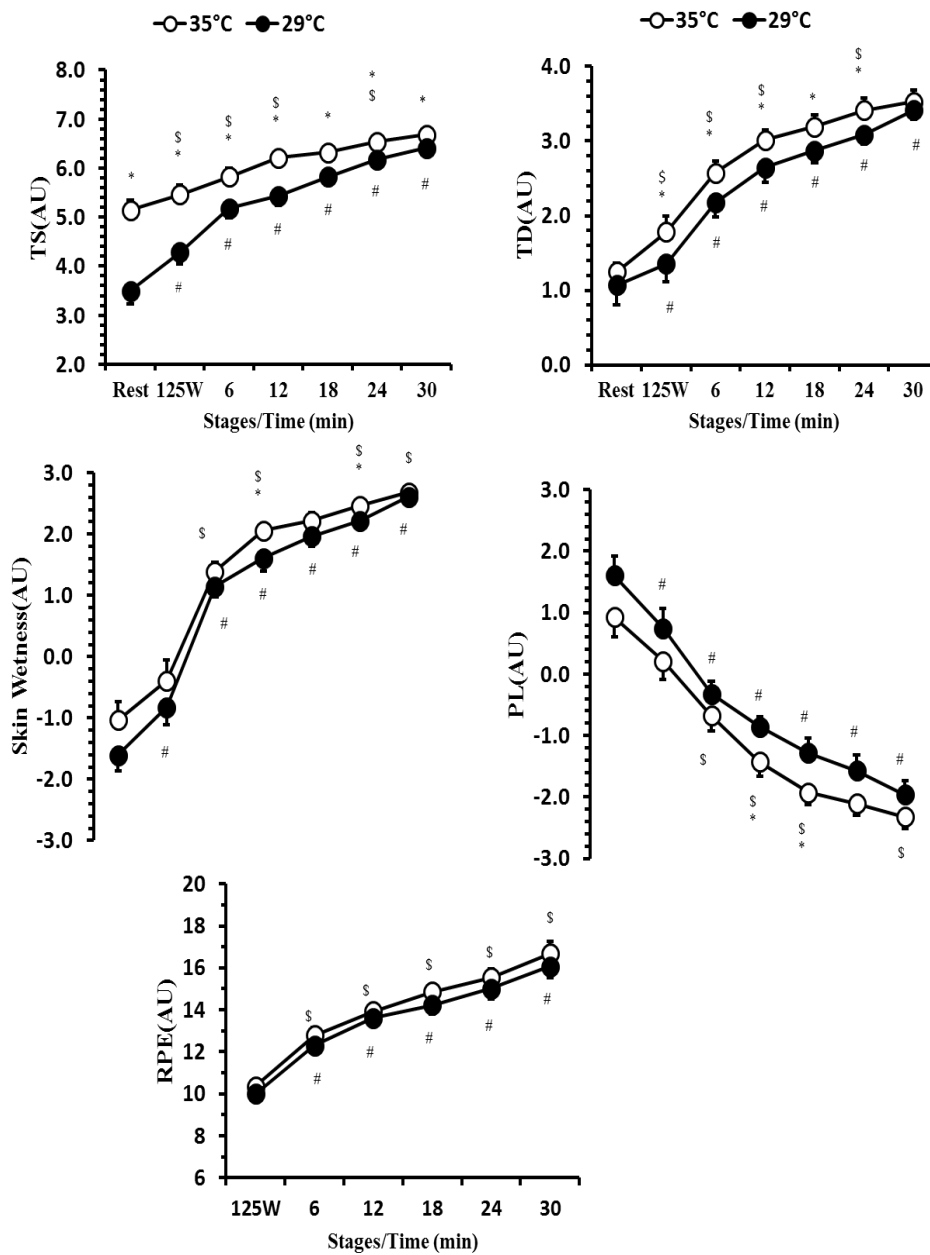 35°C 29°C
8.0
7.0
6.0
5.0
4.0
3.0
2.0
TS(AU)
* $ * $ * $ * * * $ *
# # # # # #
Rest 125W 6 12 18 24 30
Stages/Time (min)
35°C 29°C
4.0
3.0
2.0
1.0
0.0
TD(AU)
$ * $ * $ * * $ *
# # # # # #
Rest 125W 6 12 18 24 30
Stages/Time (min)
3.0
2.0
1.0
0.0
-1.0
-2.0
-3.0
Skin Wetness(AU)
$ $ * $ * $
# # # # # #
3.0
2.0
1.0
0.0
-1.0
-2.0
-3.0
PL(AU)
# # # # # #
$ $ * $ * $
20
18
16
14
12
10
8
6
RPE(AU)
$ $ $ $ $
# # # # #
125W 6 12 18 24 30
Stages/Time (min)